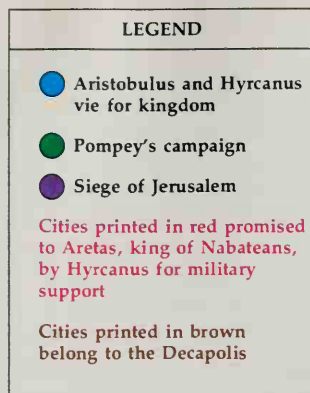 LEGEND
Aristobulus and Hyrcanus
vie for kingdom
Pompey's campaign
Siege of Jerusalem
Cities printed in red promised
to Aretas, king of Nabateans,
by Hyrcanus for military
support
Cities printed in brown
belong to the Decapolis